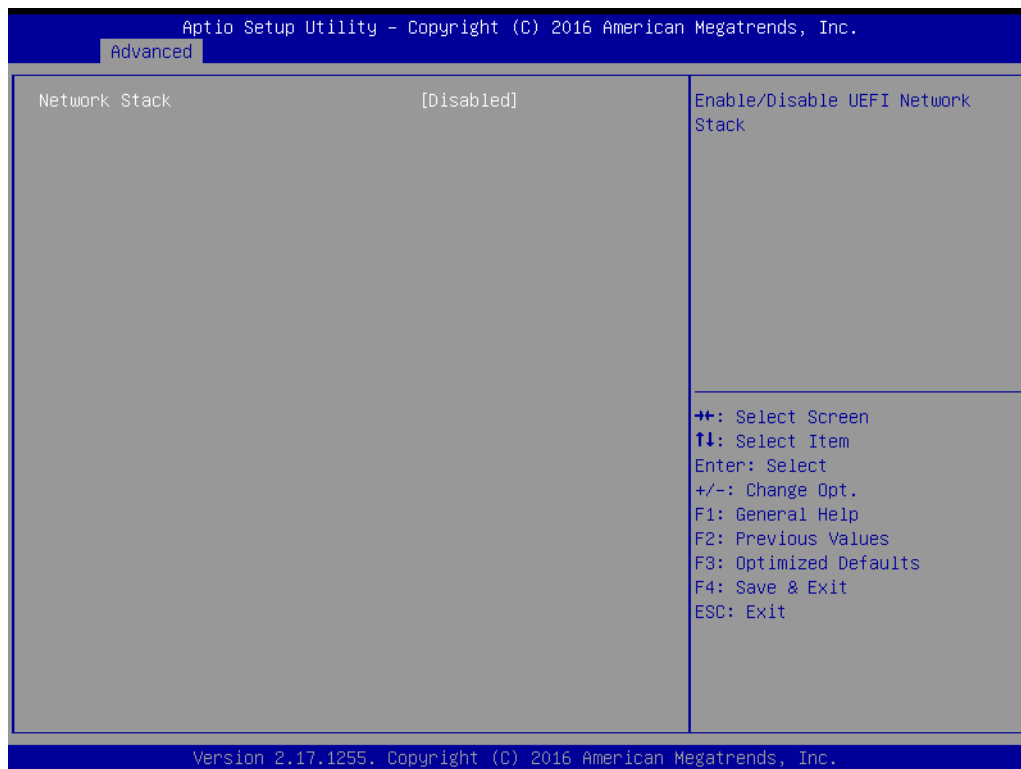 Aptio Setup Utility – Copyright (C) 2016 American Megatrends, Inc.
Advanced
Network Stack [Disabled]
Enable/Disable UEFI Network
Stack
→←: Select Screen
↑↓: Select Item
Enter: Select
+/-: Change Opt.
F1: General Help
F2: Previous Values
F3: Optimized Defaults
F4: Save & Exit
ESC: Exit
Version 2.17.1255. Copyright (C) 2016 American Megatrends, Inc.